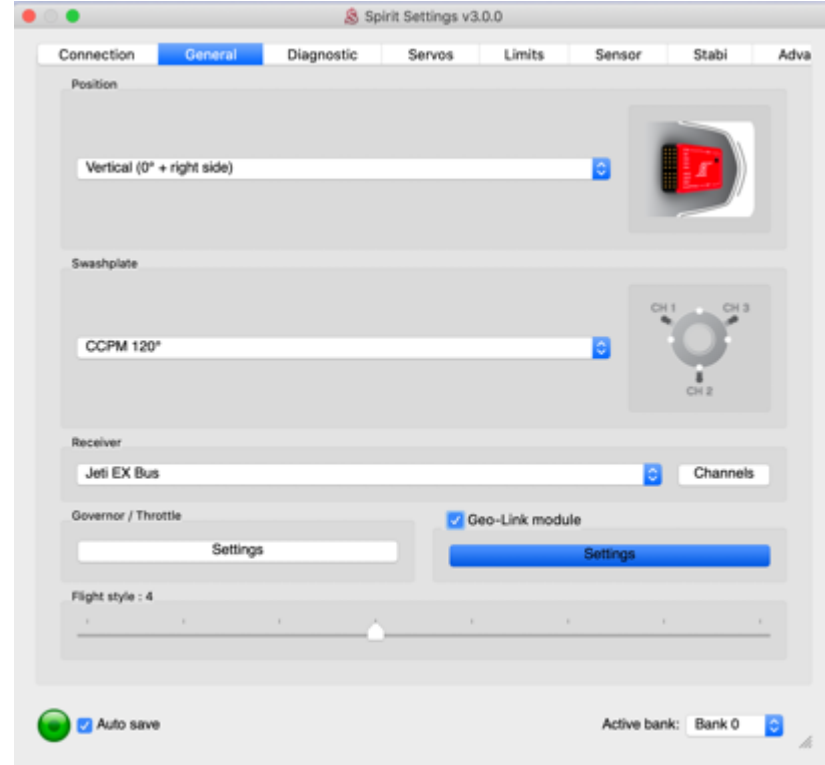 Spirit Settings v3.0.0
Connection General Diagnostic Servos Limits Sensor Stabi Adva
Position
Vertical (0° + right side)
Swashplate
CCPM 120°
CH 1 CH 3
CH 2
Receiver
Jeti EX Bus Channels
Governor / Throttle
Geo-Link module
Settings Settings
Flight style : 4
Auto save Active bank: Bank 0